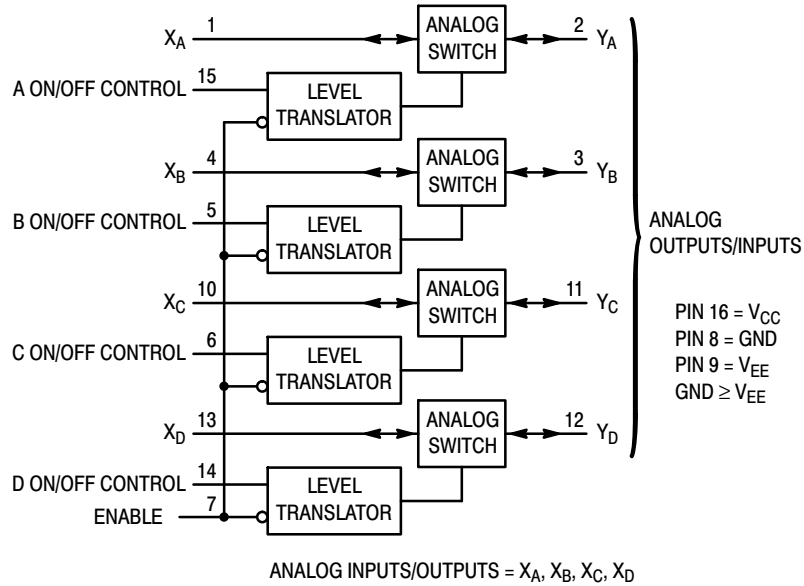 X_A 1 ANALOG SWITCH 2 Y_A
A ON/OFF CONTROL 15 LEVEL TRANSLATOR
X_B 4 ANALOG SWITCH 3 Y_B
B ON/OFF CONTROL 5 LEVEL TRANSLATOR
X_C 10 ANALOG SWITCH 11 Y_C
C ON/OFF CONTROL 6 LEVEL TRANSLATOR
X_D 13 ANALOG SWITCH 12 Y_D
D ON/OFF CONTROL 14 LEVEL TRANSLATOR
ENABLE 7
ANALOG
OUTPUTS/INPUTS
PIN 16 = V_CC
PIN 8 = GND
PIN 9 = V_EE
GND ≥ V_EE
ANALOG INPUTS/OUTPUTS = X_A, X_B, X_C, X_D